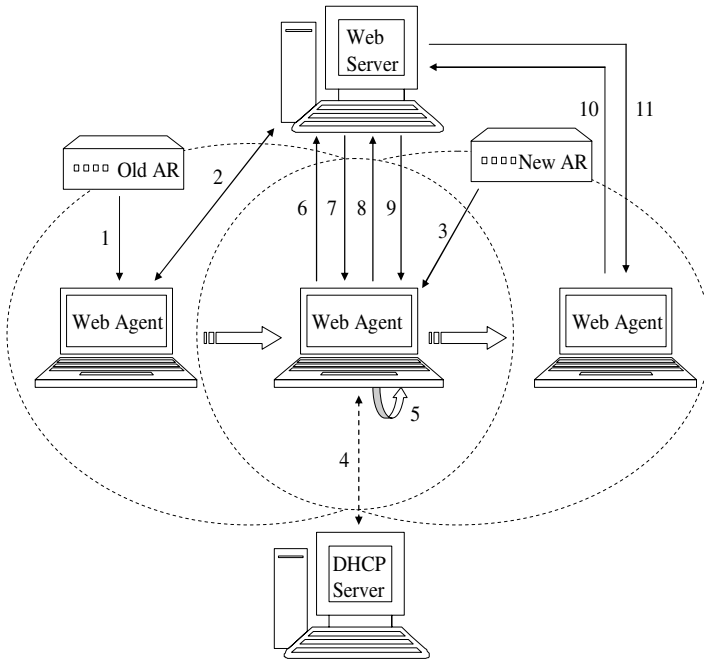 Web
Server
10
11
Old AR
New AR
2
1
6
7
8
9
3
Web Agent
Web Agent
Web Agent
5
4
DHCP
Server